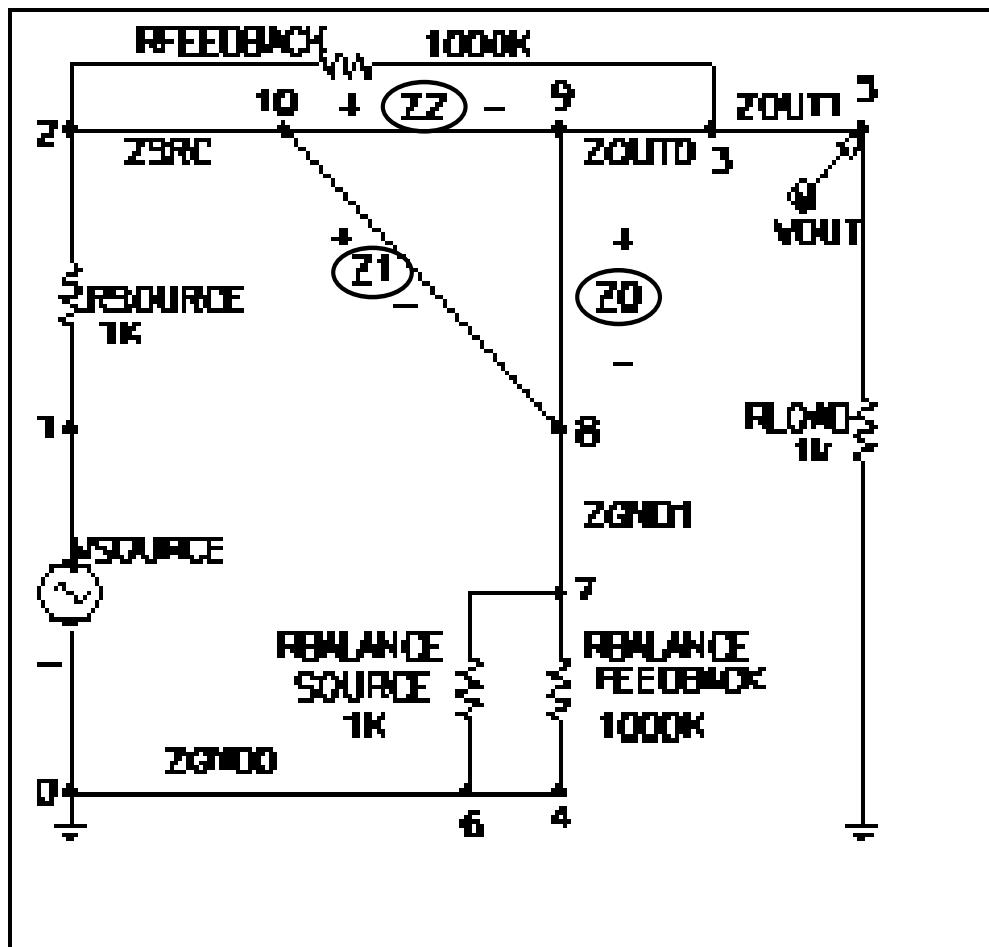 RFEEDBACK 1000K
10 + Z2 - 9 ZOUT1 5
2 ZSRC ZOUT0 3
VOUT
+ +
Z1 Z0
- -
RSOURCE
1K
RLOAD
1K
1 8
ZGND1
VSOURCE
7
-
RBALANCE RBALANCE
SOURCE FEEDBACK
1K 1000K
ZGND0
0
6 4